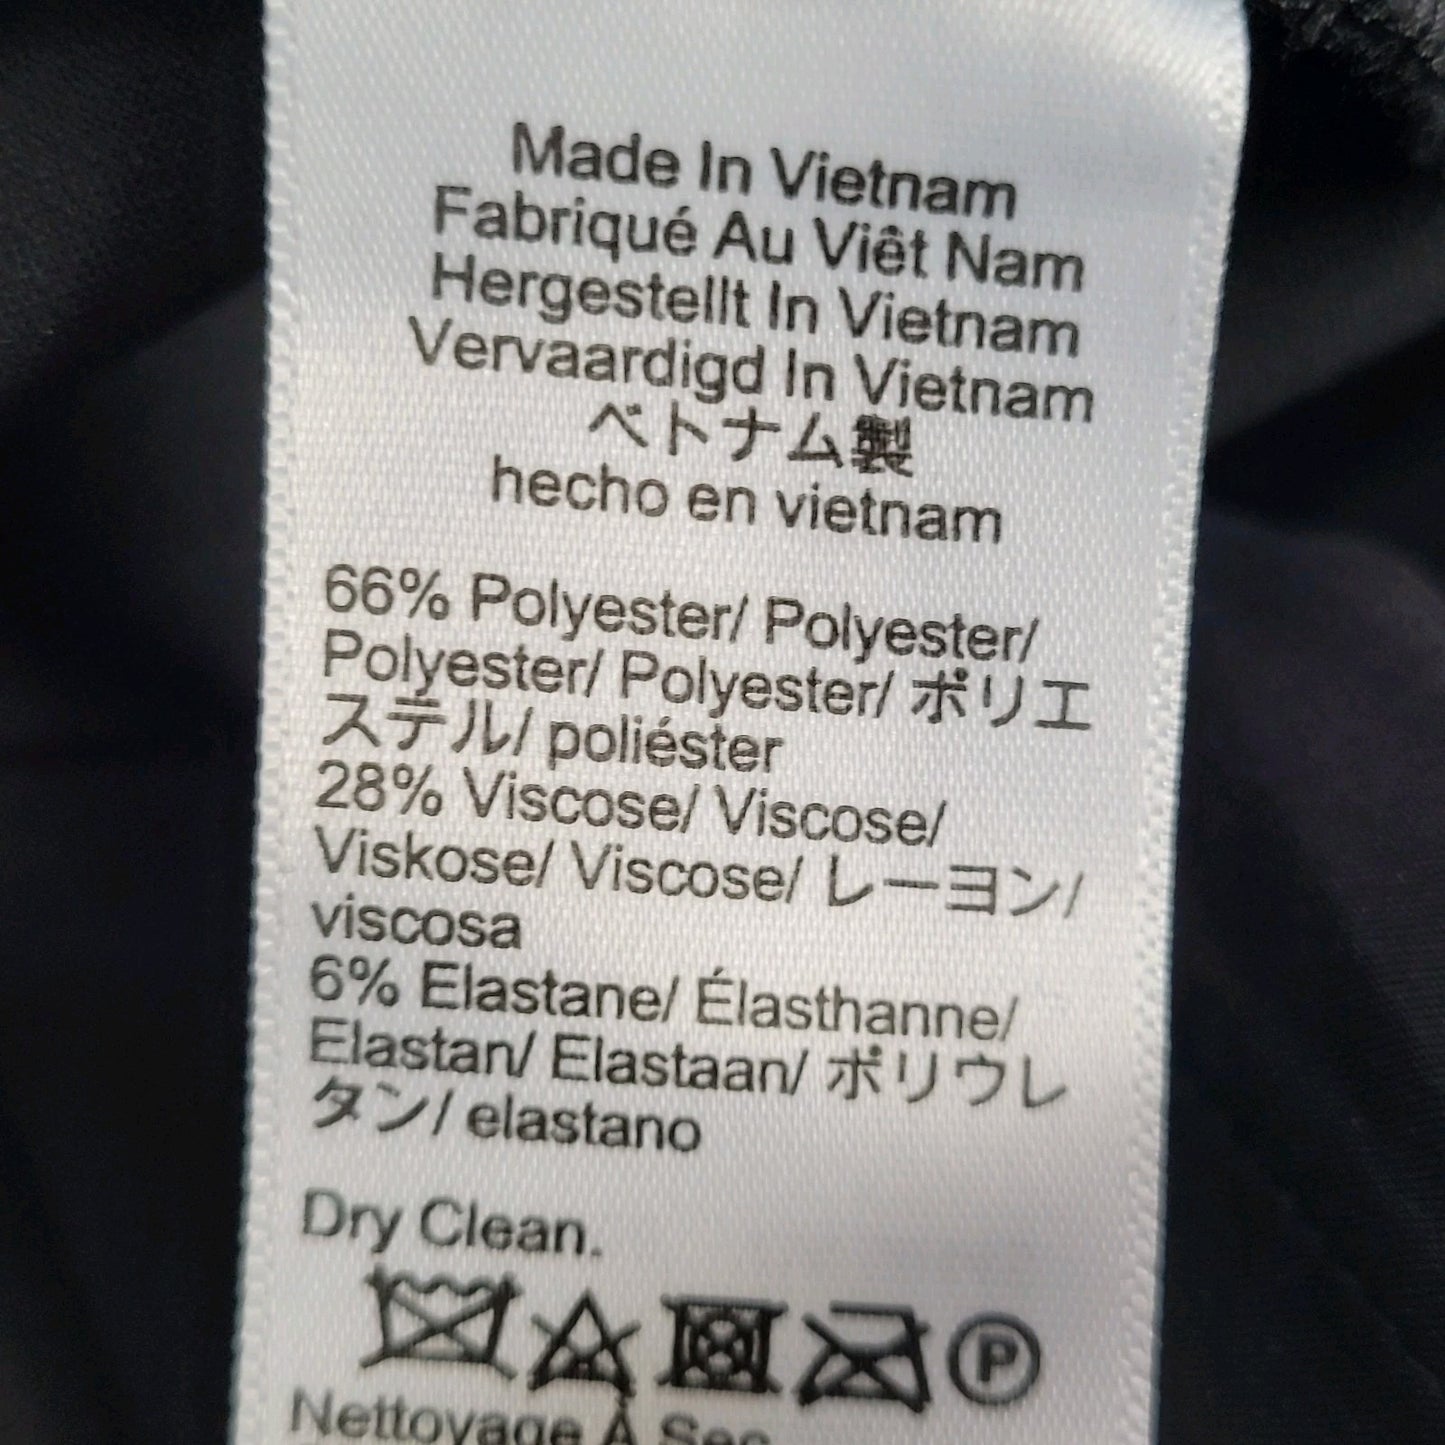 Made In Vietnam
Fabriqué Au Viêt Nam
Hergestellt In Vietnam
Vervaardigd In Vietnam
ベトナム製
hecho en vietnam
66% Polyester/ Polyester/
Polyester/ Polyester/ ポリエ
ステル/ poliéster
28% Viscose/ Viscose/
Viskose/ Viscose/ レーヨン/
viscosa
6% Elastane/ Élasthanne/
Elastan/ Elastaan/ ポリウレ
タン/ elastano
Dry Clean.
P
Nettoyage À Sec